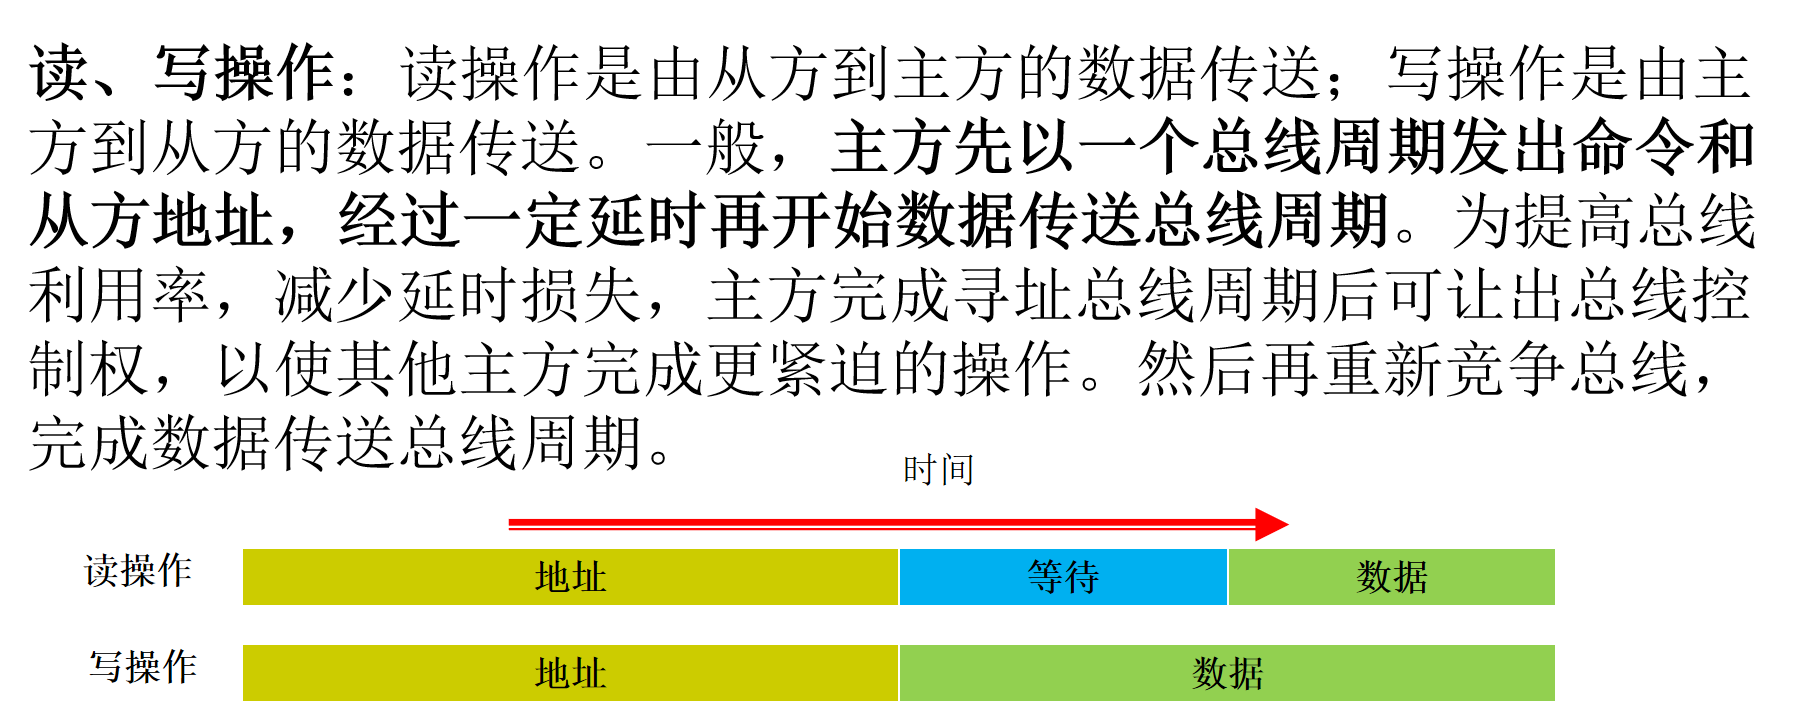 读、写操作：读操作是由从方到主方的数据传送；写操作是由主
方到从方的数据传送。一般，主方先以一个总线周期发出命令和
从方地址，经过一定延时再开始数据传送总线周期。为提高总线
利用率，减少延时损失，主方完成寻址总线周期后可让出总线控
制权，以使其他主方完成更紧迫的操作。然后再重新竞争总线，
完成数据传送总线周期。
时间
读操作 地址 等待 数据
写操作 地址 数据